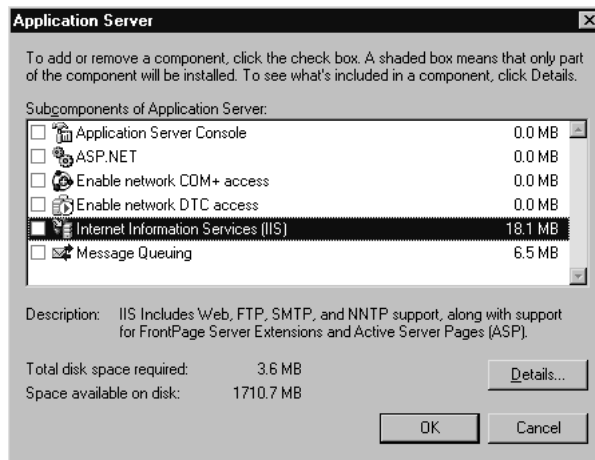 Application Server
To add or remove a component, click the check box. A shaded box means that only part
of the component will be installed. To see what's included in a component, click Details.
Subcomponents of Application Server:
Application Server Console 0.0 MB
ASP.NET 0.0 MB
Enable network COM+ access 0.0 MB
Enable network DTC access 0.0 MB
Internet Information Services (IIS) 18.1 MB
Message Queuing 6.5 MB
Description: IIS Includes Web, FTP, SMTP, and NNTP support, along with support
for FrontPage Server Extensions and Active Server Pages (ASP).
Total disk space required: 3.6 MB
Space available on disk: 1710.7 MB
Details...
OK Cancel